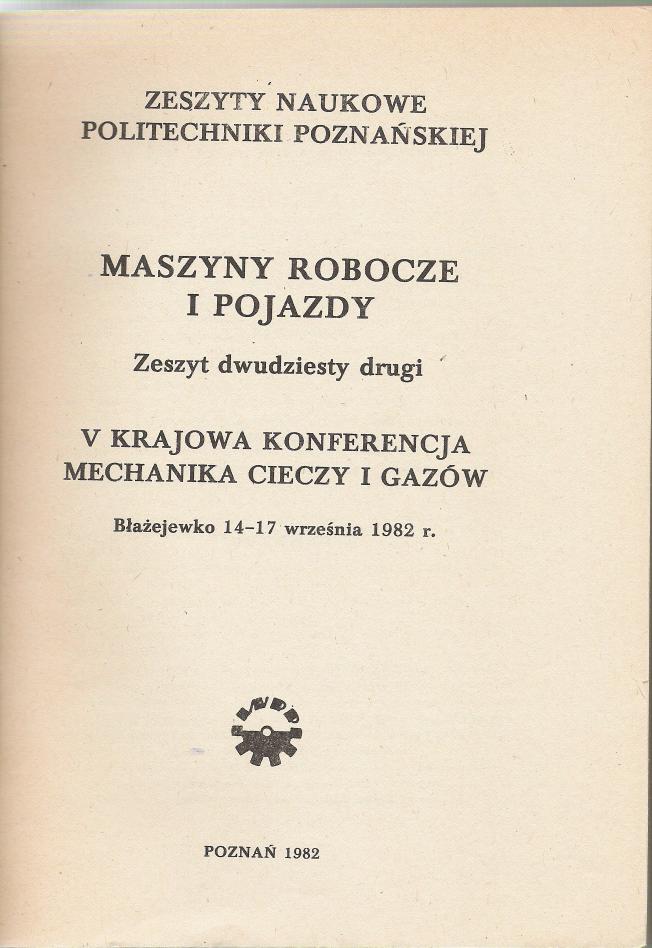 ZESZYTY NAUKOWE
POLITECHNIKI POZNAŃSKIEJ
MASZYNY ROBOCZE
I POJAZDY
Zeszyt dwudziesty drugi
V KRAJOWA KONFERENCJA
MECHANIKA CIECZY I GAZÓW
Błażejewko 14-17 września 1982 r.
POZNAŃ 1982